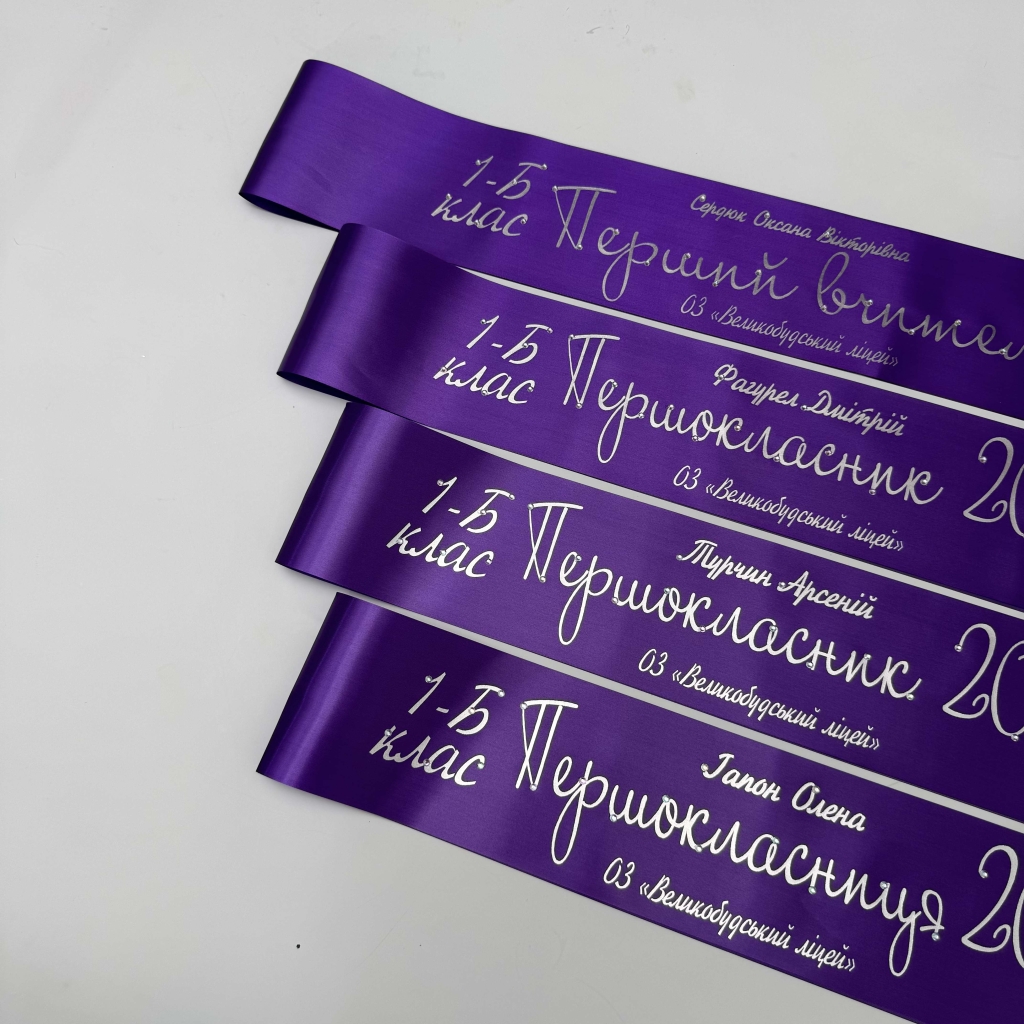 1-Б
клас
Сердюк Оксана Вікторівна
Перший вчител
ОЗ «Великобудський ліцей»
1-Б
клас
Фагурел Дмітрій
Першокласник 20
ОЗ «Великобудський ліцей»
1-Б
клас
Турчин Арсеній
Першокласник 20
ОЗ «Великобудський ліцей»
1-Б
клас
Гапон Олена
Першокласниця 20
ОЗ «Великобудський ліцей»